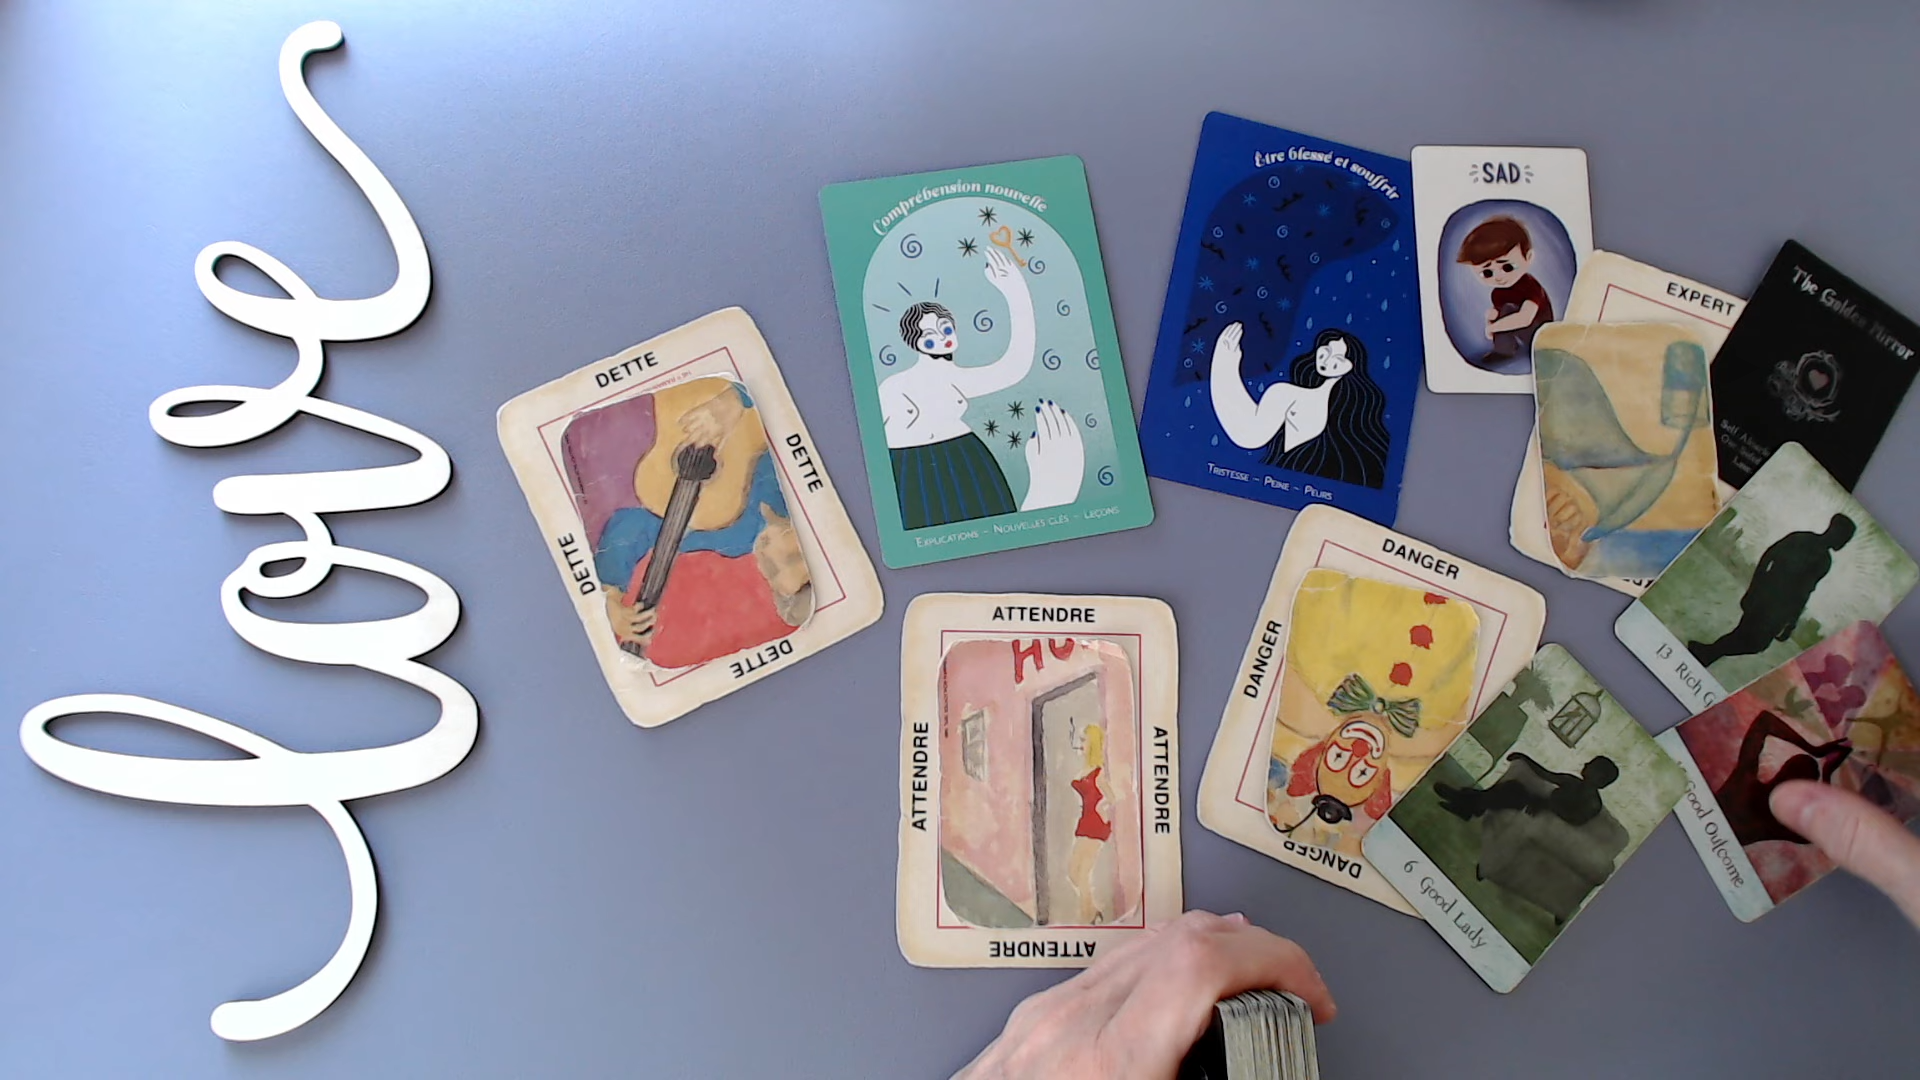 love
DETTE
DETTE
DETTE
DETTE
Compréhension nouvelle
EXPLICATIONS - NOUVELLES CLÉS - LEÇONS
Être blessé et souffrir
TRISTESSE - PEINE - PEURS
SAD
EXPERT
The Golden Mirror
ATTENDRE
ATTENDRE
ATTENDRE
ATTENDRE
HO
DANGER
DANGER
DANGER
13 Rich G
6 Good Lady
Good Outcome